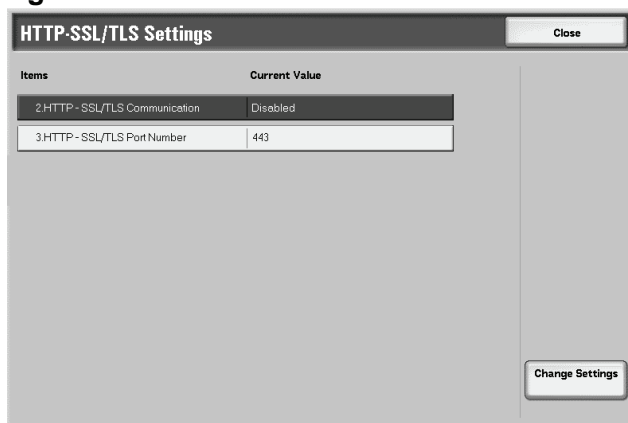 HTTP-SSL/TLS Settings
Close
Items Current Value
2.HTTP - SSL/TLS Communication Disabled
3.HTTP - SSL/TLS Port Number 443
Change Settings